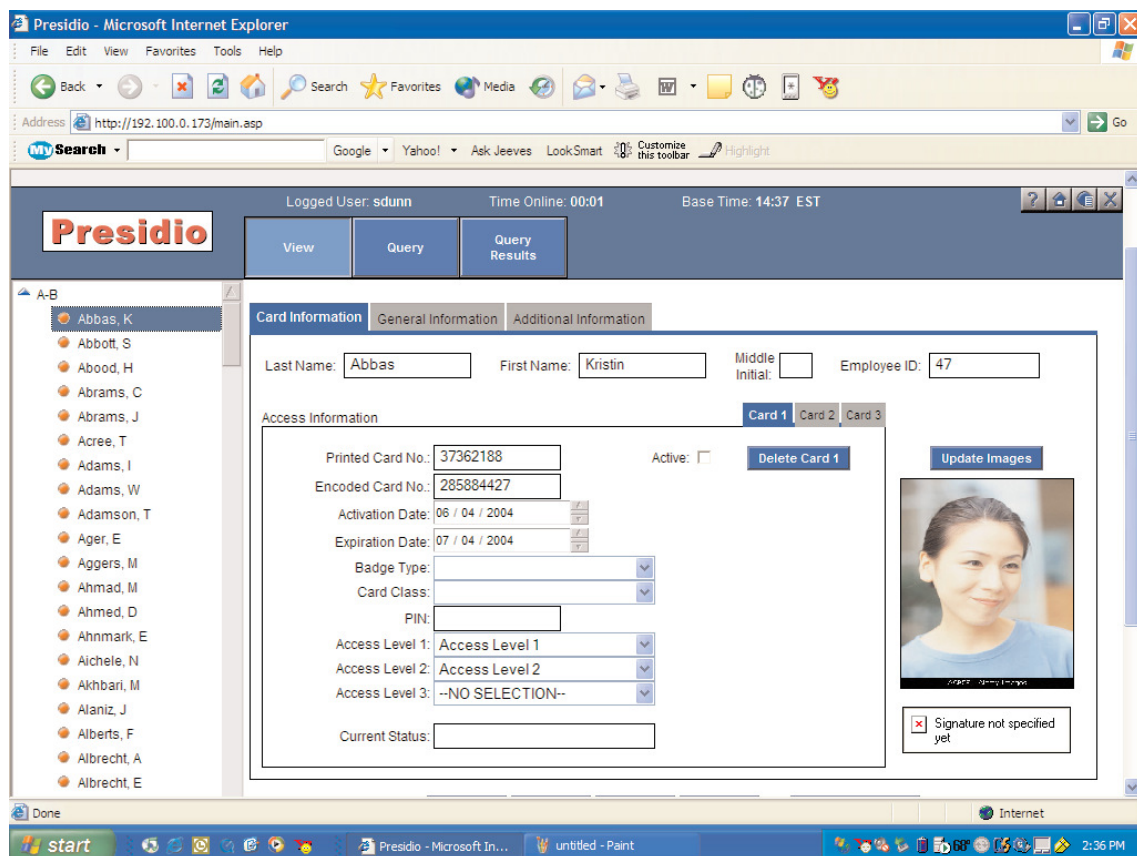 Presidio - Microsoft Internet Explorer
File Edit View Favorites Tools Help
Back Search Favorites Media
Address http://192.100.0.173/main.asp Go
My Search Google Yahoo! Ask Jeeves LookSmart Customize this toolbar Highlight
Logged User: sdunn Time Online: 00:01 Base Time: 14:37 EST
Presidio
View Query Query Results
A-B
Abbas, K
Abbott, S
Abood, H
Abrams, C
Abrams, J
Acree, T
Adams, I
Adams, W
Adamson, T
Ager, E
Aggers, M
Ahmad, M
Ahmed, D
Ahnmark, E
Aichele, N
Akhbari, M
Alaniz, J
Alberts, F
Albrecht, A
Albrecht, E
Card Information General Information Additional Information
Last Name: Abbas First Name: Kristin Middle Initial: Employee ID: 47
Access Information Card 1 Card 2 Card 3
Printed Card No.: 37362188 Active: Delete Card 1 Update Images
Encoded Card No.: 285884427
Activation Date: 06 / 04 / 2004
Expiration Date: 07 / 04 / 2004
Badge Type:
Card Class:
PIN:
Access Level 1: Access Level 1
Access Level 2: Access Level 2
Access Level 3: --NO SELECTION--
Current Status:
Signature not specified
yet
Done Internet
start Presidio - Microsoft In... untitled - Paint 68° 2:36 PM